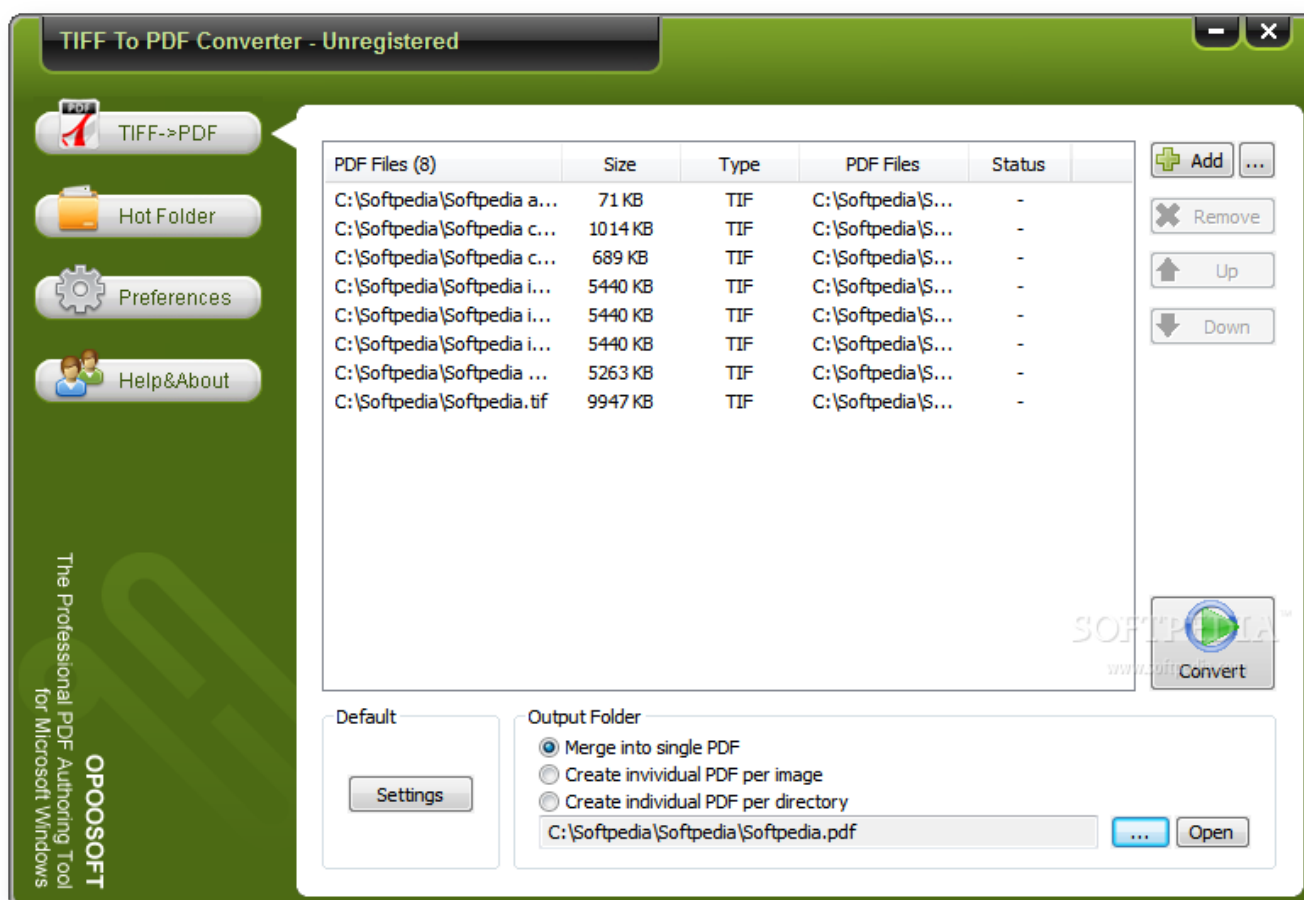 TIFF To PDF Converter - Unregistered
TIFF->PDF
Hot Folder
Preferences
Help&About
PDF Files (8) Size Type PDF Files Status
C:\Softpedia\Softpedia a... 71 KB TIF C:\Softpedia\S... -
C:\Softpedia\Softpedia c... 1014 KB TIF C:\Softpedia\S... -
C:\Softpedia\Softpedia c... 689 KB TIF C:\Softpedia\S... -
C:\Softpedia\Softpedia i... 5440 KB TIF C:\Softpedia\S... -
C:\Softpedia\Softpedia i... 5440 KB TIF C:\Softpedia\S... -
C:\Softpedia\Softpedia i... 5440 KB TIF C:\Softpedia\S... -
C:\Softpedia\Softpedia ... 5263 KB TIF C:\Softpedia\S... -
C:\Softpedia\Softpedia.tif 9947 KB TIF C:\Softpedia\S... -
Add ...
Remove
Up
Down
SOFTPEDIA™
Convert
Default
Settings
Output Folder
Merge into single PDF
Create invividual PDF per image
Create individual PDF per directory
C:\Softpedia\Softpedia\Softpedia.pdf ... Open
OPOOSOFT
The Professional PDF Authoring Tool
for Microsoft Windows
PDF